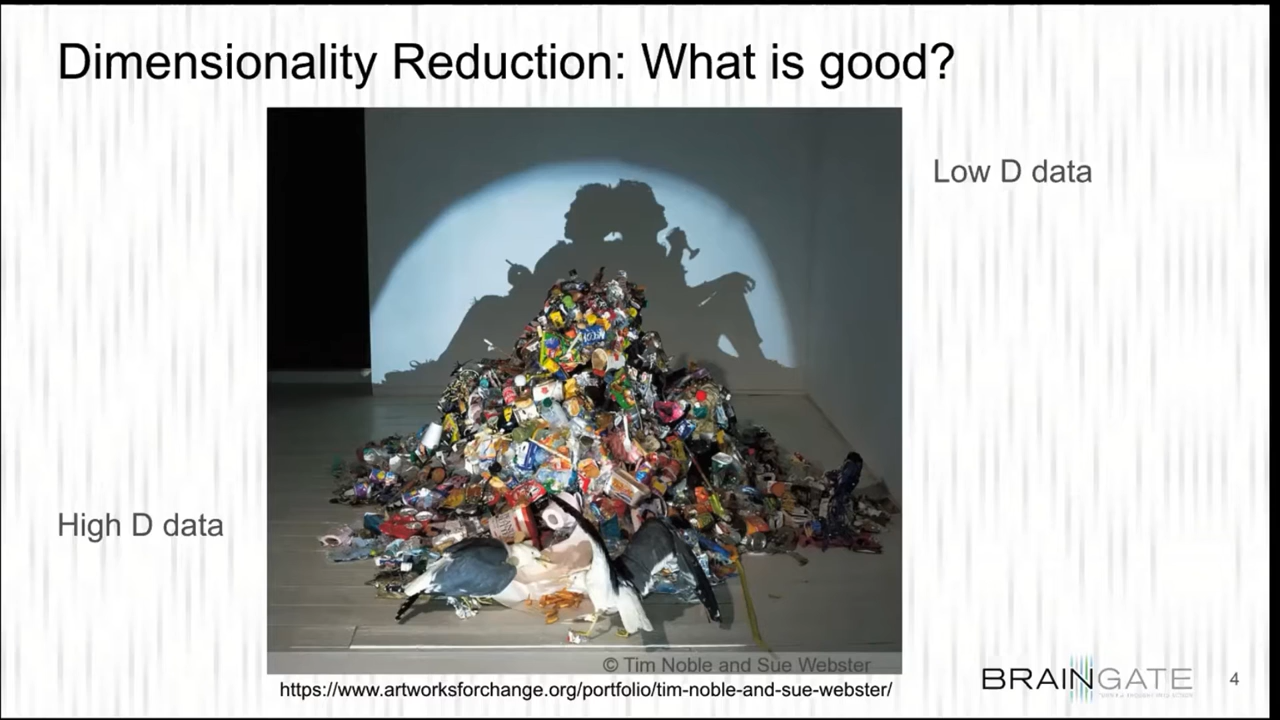 Dimensionality Reduction: What is good?
Low D data
High D data
© Tim Noble and Sue Webster
https://www.artworksforchange.org/portfolio/tim-noble-and-sue-webster/
BRAINGATE
4